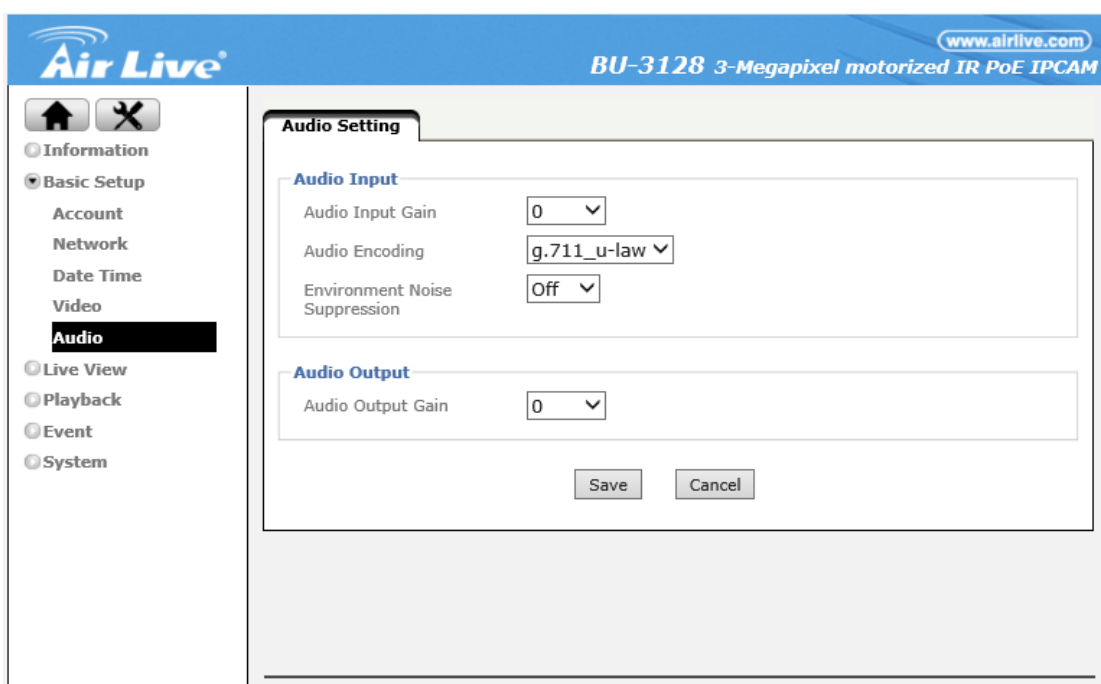 Air Live®
www.airlive.com
BU-3128 3-Megapixel motorized IR PoE IPCAM
Information
Basic Setup
Account
Network
Date Time
Video
Audio
Live View
Playback
Event
System
Audio Setting
Audio Input
Audio Input Gain 0
Audio Encoding g.711_u-law
Environment Noise Off
Suppression
Audio Output
Audio Output Gain 0
Save Cancel